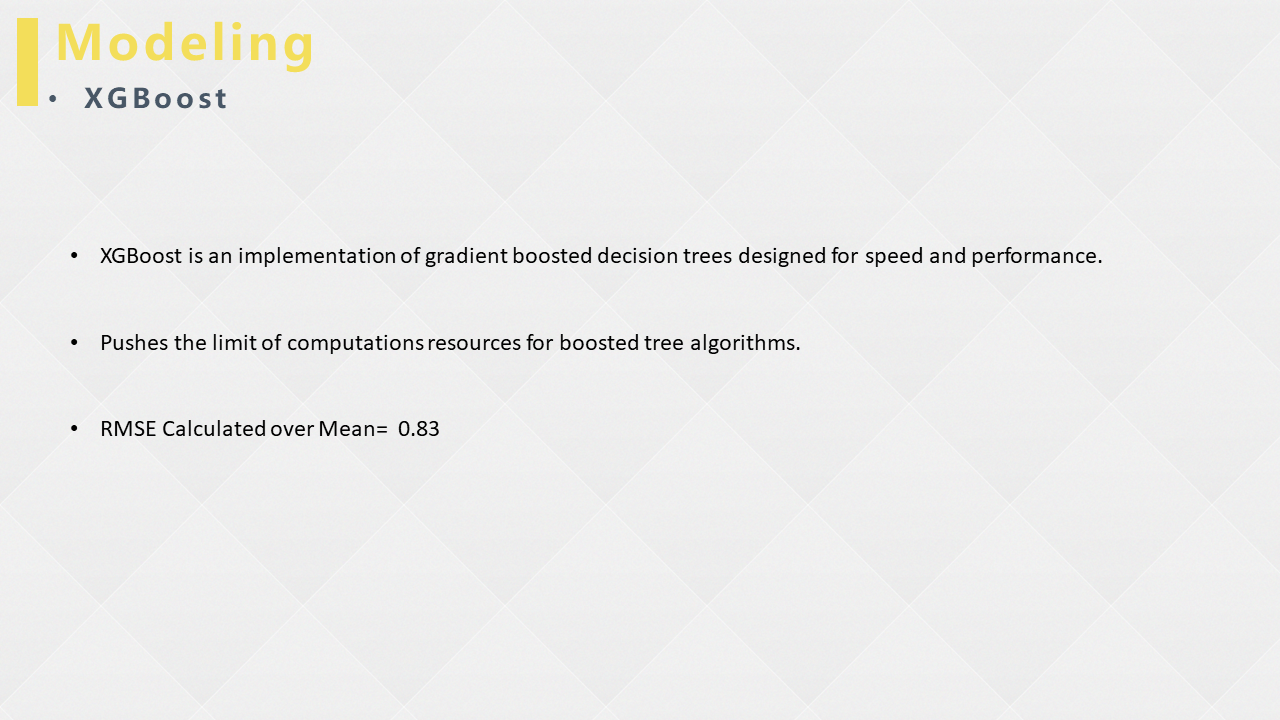 Modeling
• XGBoost
• XGBoost is an implementation of gradient boosted decision trees designed for speed and performance.
• Pushes the limit of computations resources for boosted tree algorithms.
• RMSE Calculated over Mean= 0.83